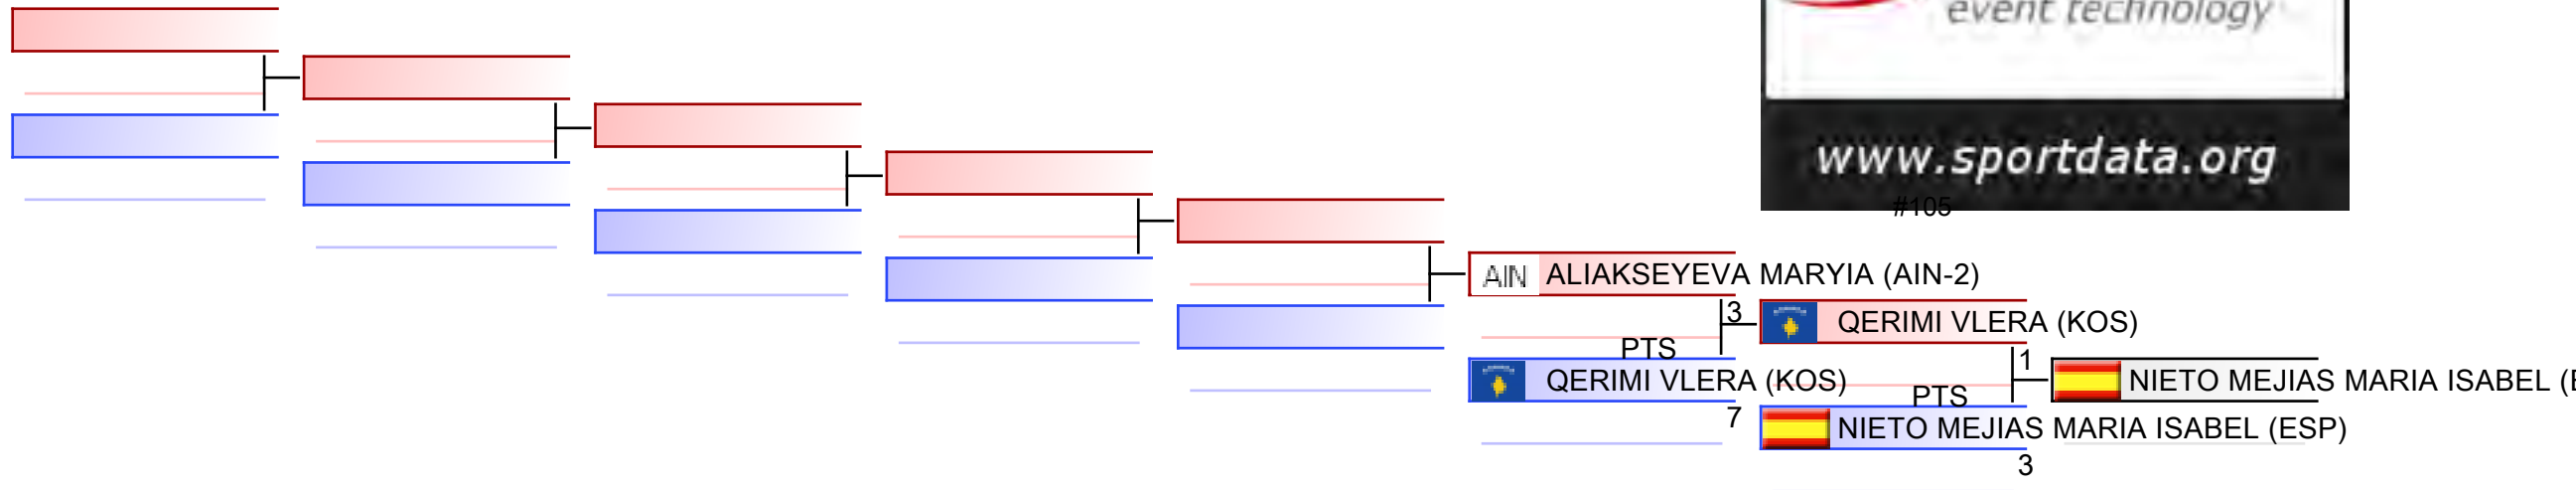 event technology
www.sportdata.org
#105
AIN ALIAKSEYEVA MARYIA (AIN-2)
3
QERIMI VLERA (KOS)
PTS
1
QERIMI VLERA (KOS)
NIETO MEJIAS MARIA ISABEL (E
PTS
7
NIETO MEJIAS MARIA ISABEL (ESP)
3